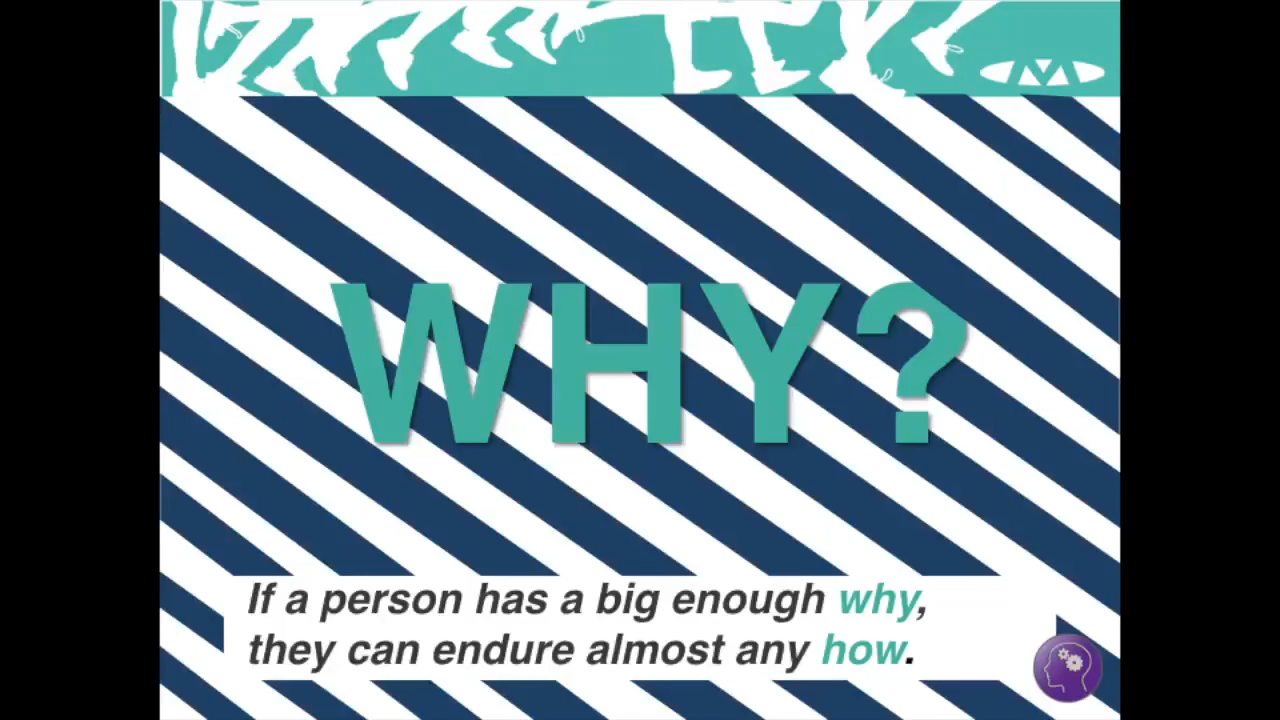 WHY?
If a person has a big enough why,
they can endure almost any how.